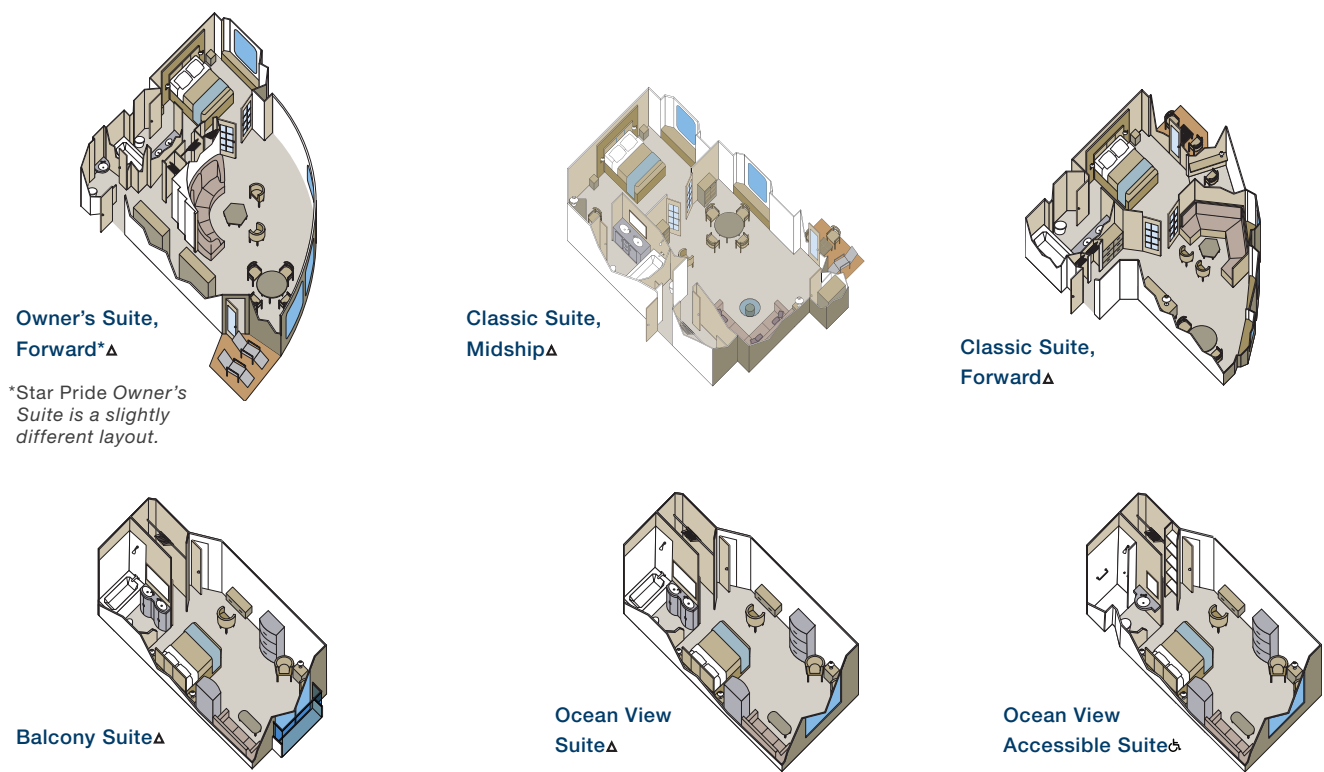 Owner's Suite,
Forward*△
*Star Pride Owner's
Suite is a slightly
different layout.
Classic Suite,
Midship△
Classic Suite,
Forward△
Balcony Suite△
Ocean View
Suite△
Ocean View
Accessible Suite♿